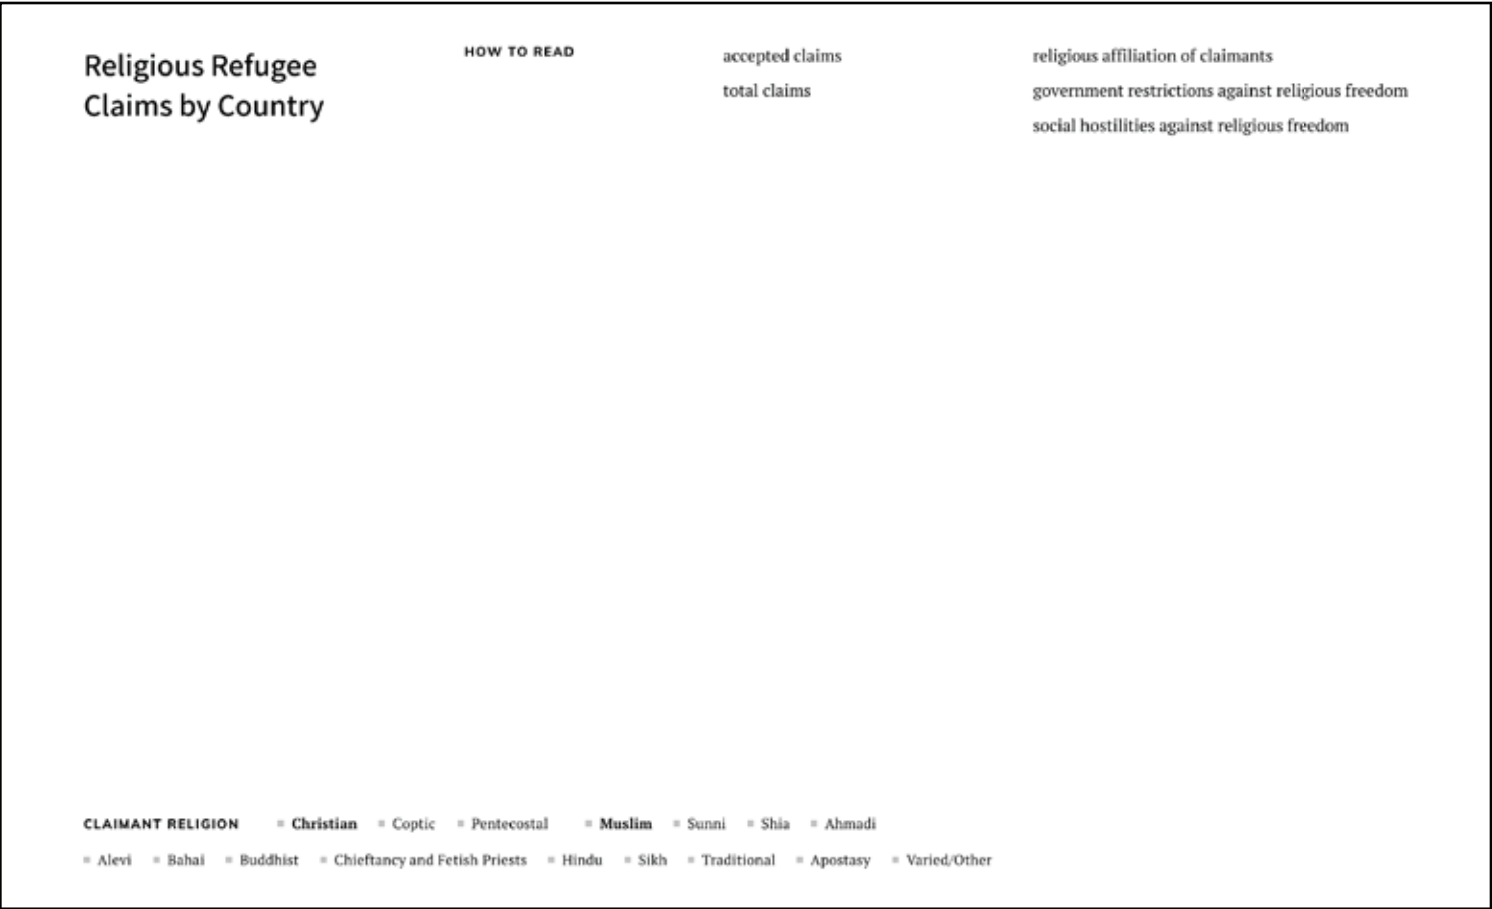 Religious Refugee
Claims by Country
HOW TO READ
accepted claims
total claims
religious affiliation of claimants
government restrictions against religious freedom
social hostilities against religious freedom
CLAIMANT RELIGION Christian Coptic Pentecostal Muslim Sunni Shia Ahmadi
Alevi Bahai Buddhist Chieftancy and Fetish Priests Hindu Sikh Traditional Apostasy Varied/Other